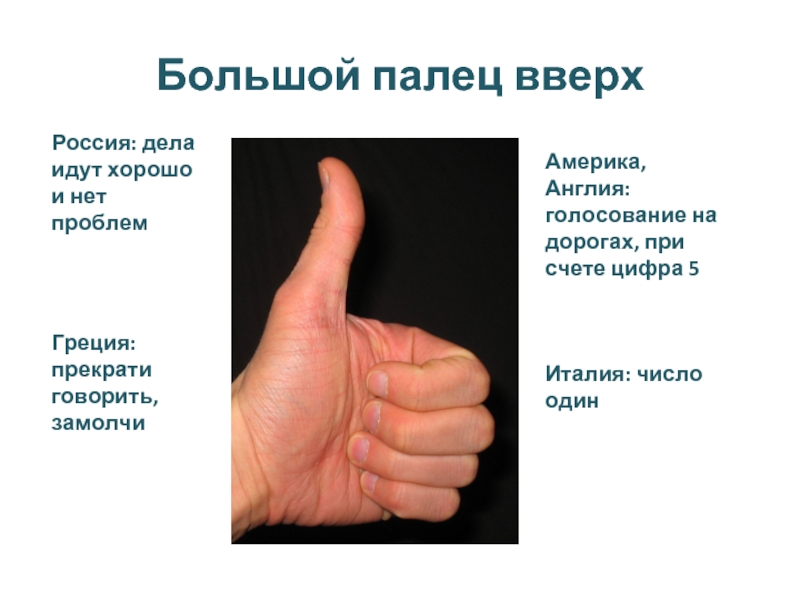 Большой палец вверх
Россия: дела
идут хорошо
и нет
проблем
Греция:
прекрати
говорить,
замолчи
Америка,
Англия:
голосование на
дорогах, при
счете цифра 5
Италия: число
один